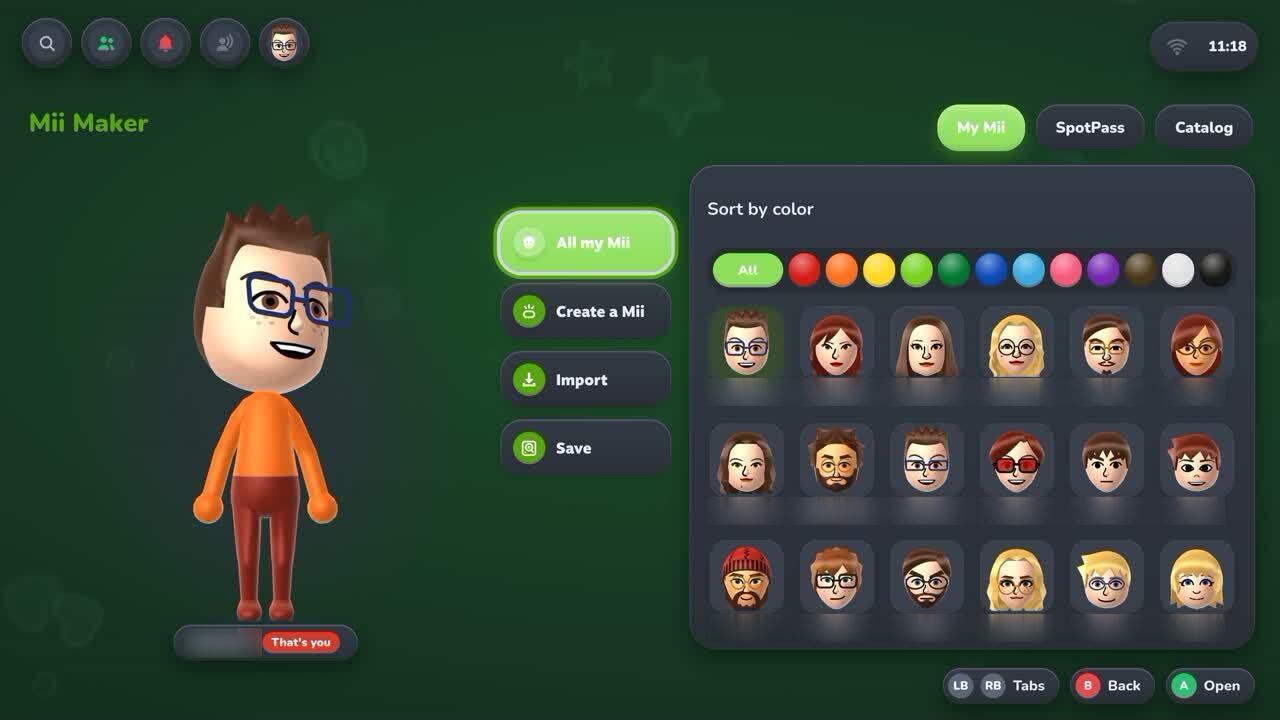 11:18
Mii Maker
My Mii
SpotPass
Catalog
All my Mii
Create a Mii
Import
Save
Sort by color
All
That's you
LB RB Tabs
B Back
A Open